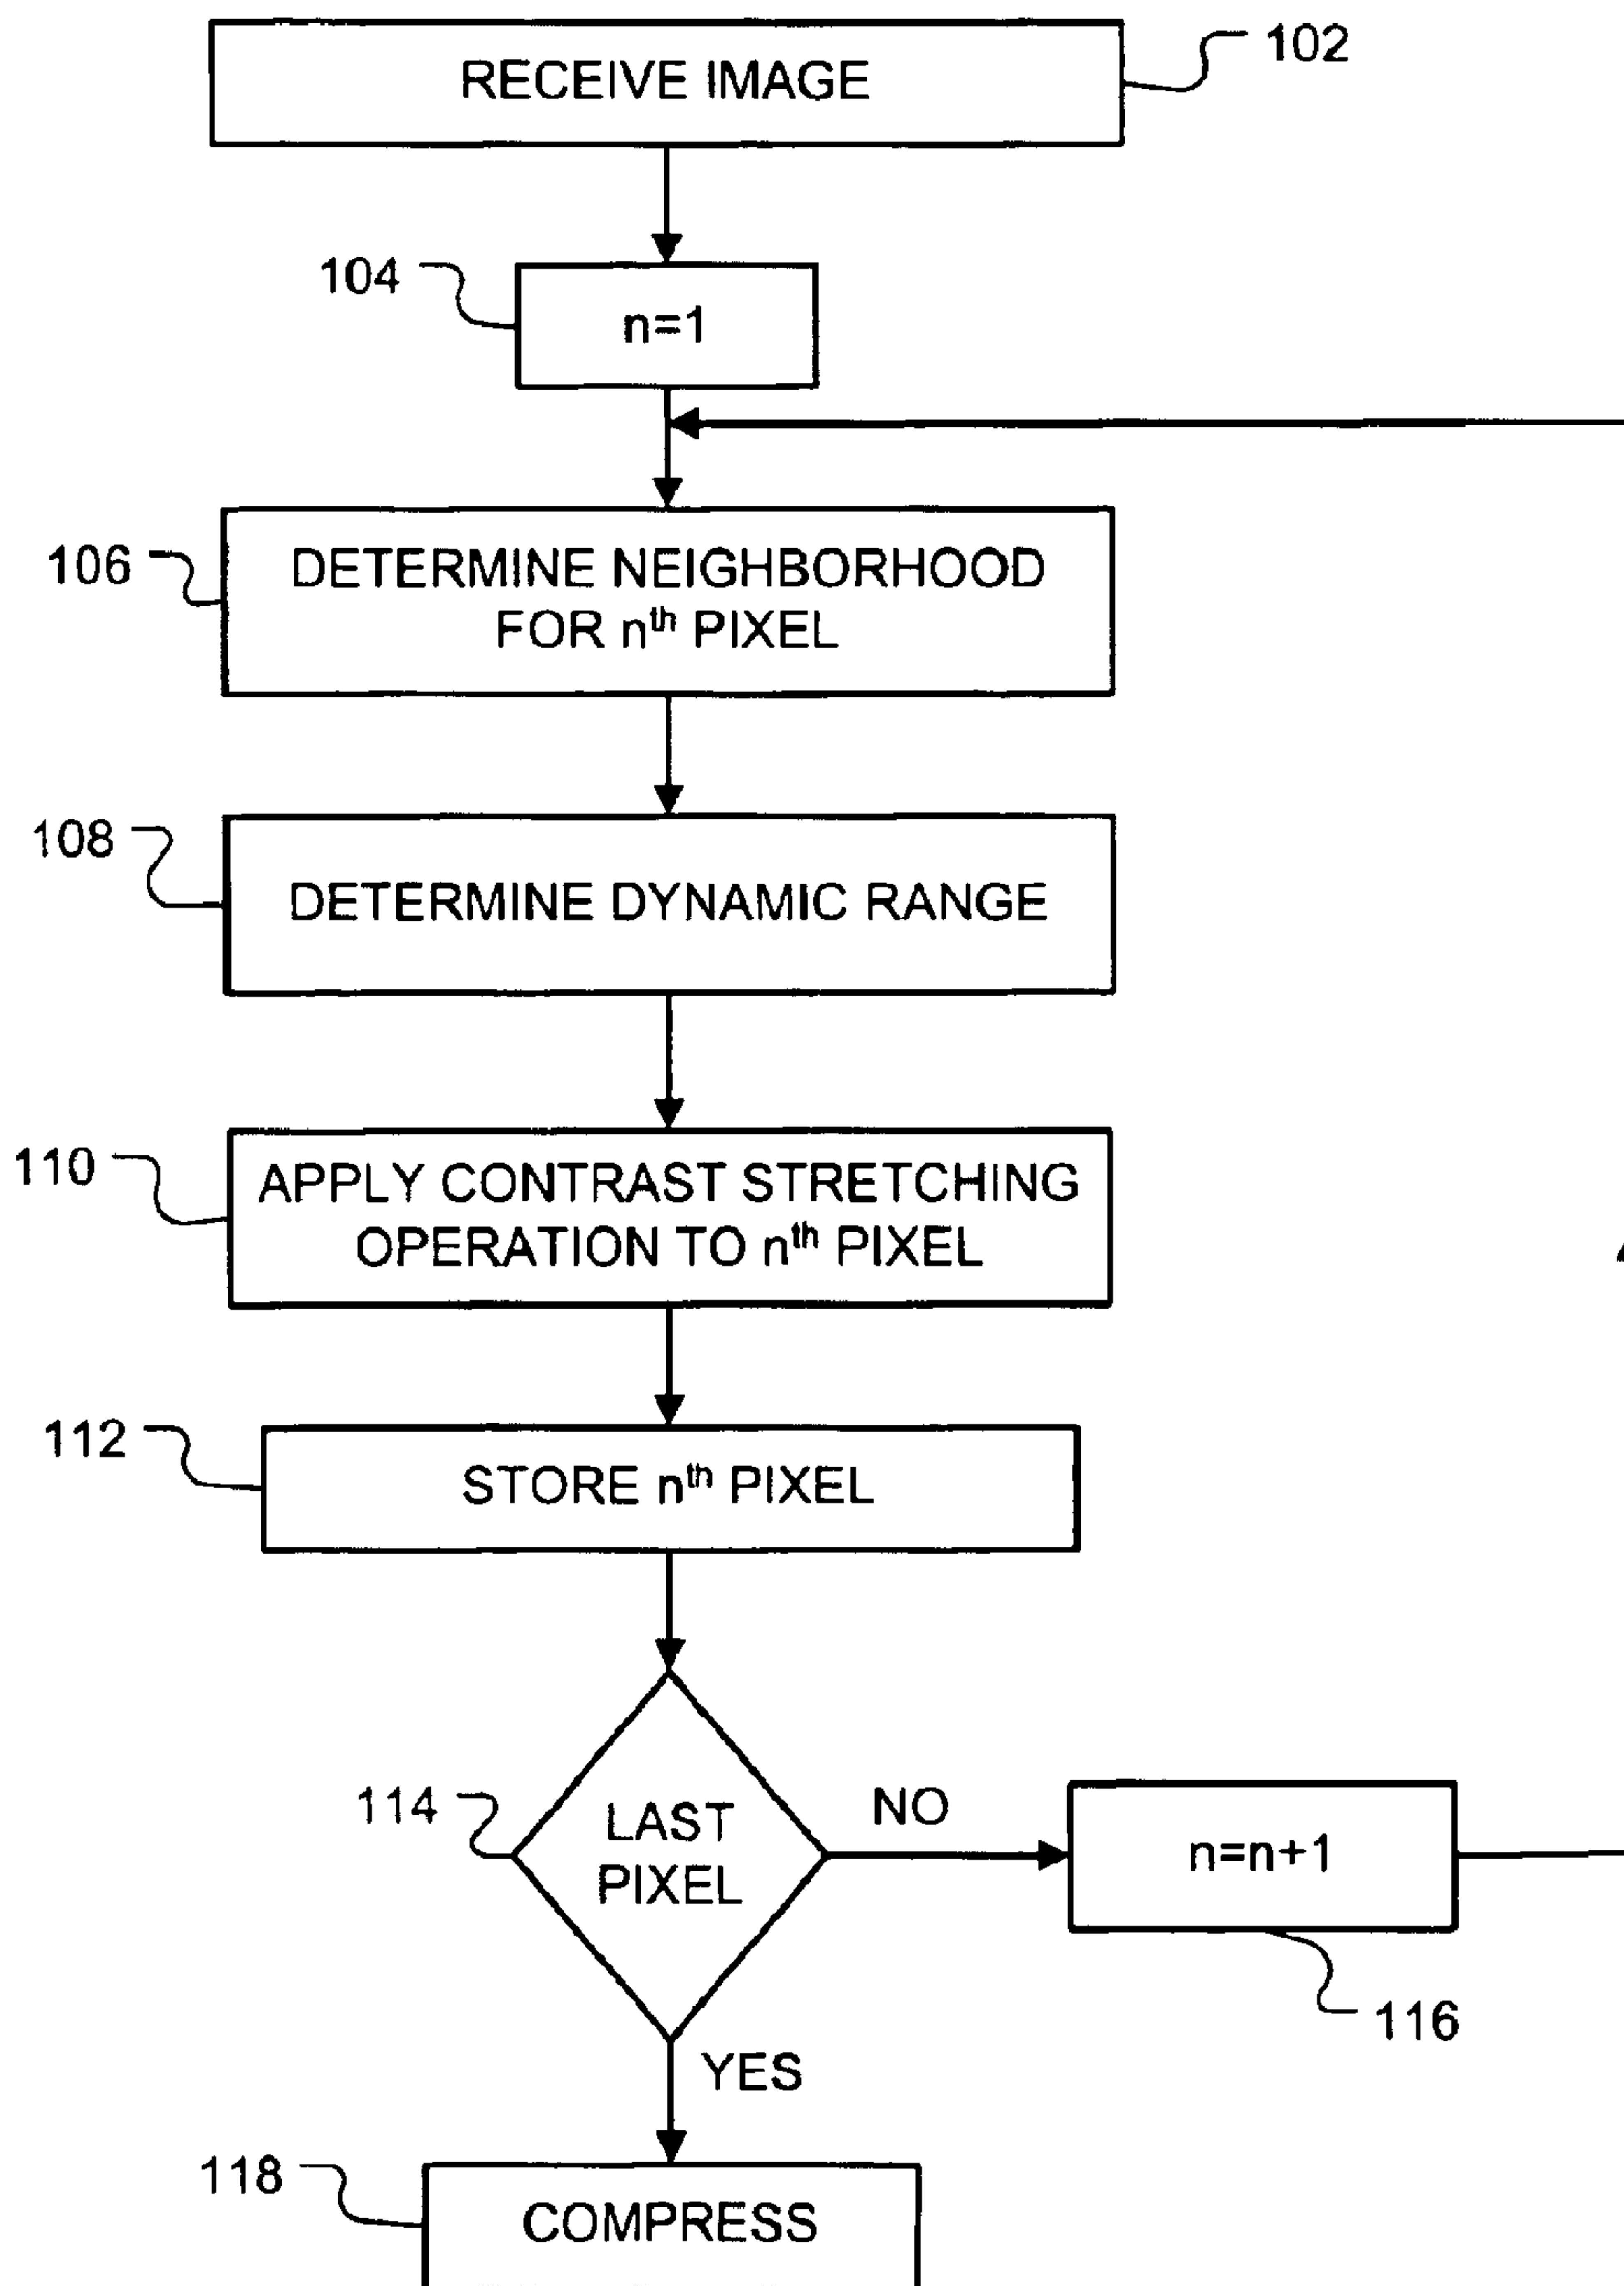 RECEIVE IMAGE
102
104
n=1
106
DETERMINE NEIGHBORHOOD
FOR nth PIXEL
108
DETERMINE DYNAMIC RANGE
110
APPLY CONTRAST STRETCHING
OPERATION TO nth PIXEL
112
STORE nth PIXEL
114
LAST
PIXEL
NO
n=n+1
116
YES
118
COMPRESS